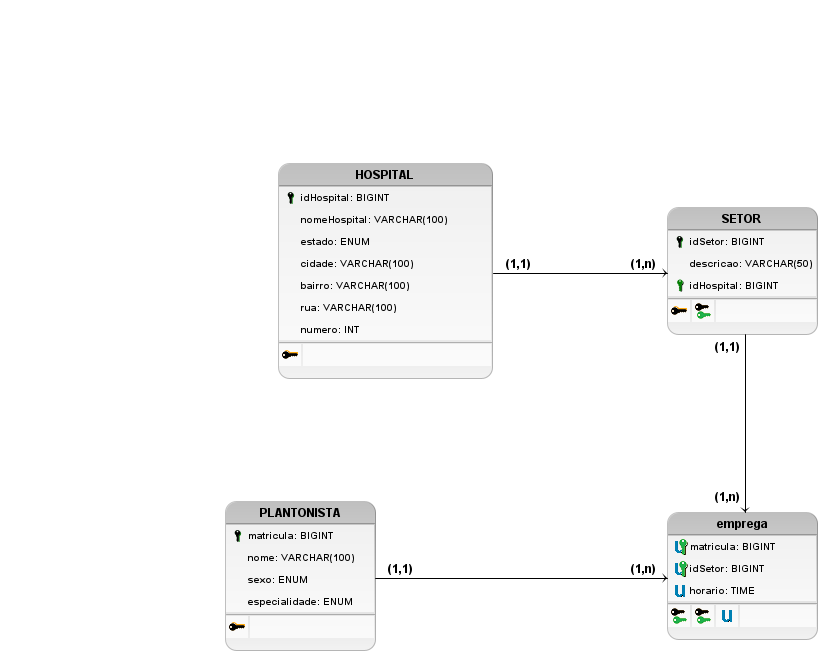 HOSPITAL
idHospital: BIGINT
nomeHospital: VARCHAR(100)
estado: ENUM
cidade: VARCHAR(100)
bairro: VARCHAR(100)
rua: VARCHAR(100)
numero: INT
(1,1)
(1,n)
SETOR
idSetor: BIGINT
descricao: VARCHAR(50)
idHospital: BIGINT
(1,1)
(1,n)
PLANTONISTA
matricula: BIGINT
nome: VARCHAR(100)
sexo: ENUM
especialidade: ENUM
(1,1)
(1,n)
emprega
U matricula: BIGINT
U idSetor: BIGINT
U horario: TIME
U